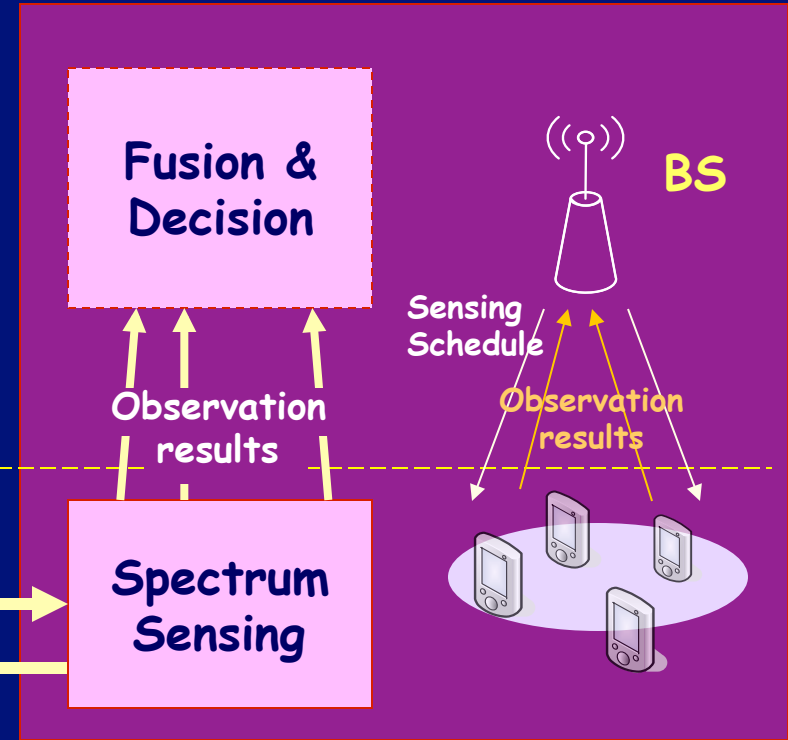 Fusion &
Decision
BS
Sensing
Schedule
Observation
results
Observation
results
Spectrum
Sensing